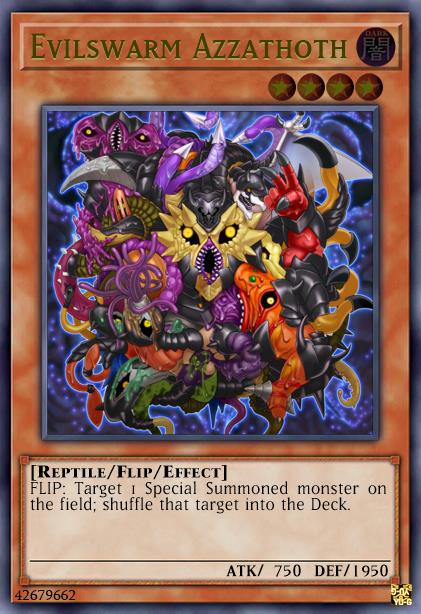 Evilswarm Azzathoth
DARK
闇
[Reptile/Flip/Effect]
FLIP: Target 1 Special Summoned monster on
the field; shuffle that target into the Deck.
ATK/ 750 DEF/1950
42679662